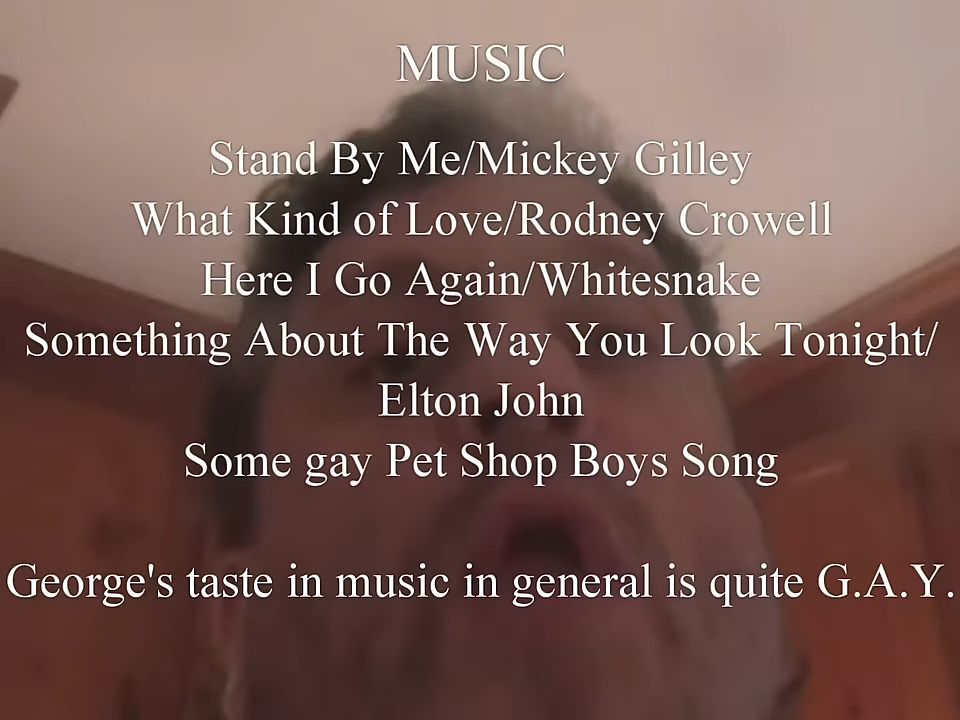 MUSIC
Stand By Me/Mickey Gilley
What Kind of Love/Rodney Crowell
Here I Go Again/Whitesnake
Something About The Way You Look Tonight/
Elton John
Some gay Pet Shop Boys Song
George's taste in music in general is quite G.A.Y.